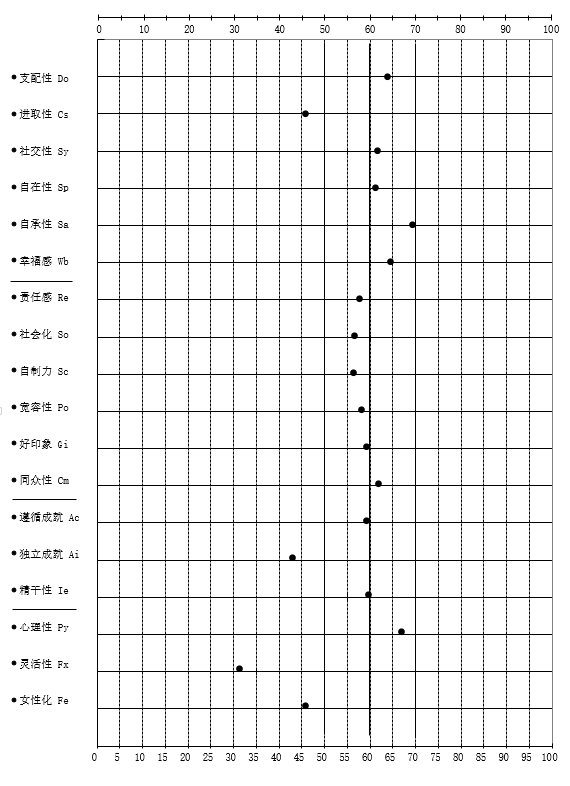 0 10 20 30 40 50 60 70 80 90 100
支配性 Do
进取性 Cs
社交性 Sy
自在性 Sp
自承性 Sa
幸福感 Wb
责任感 Re
社会化 So
自制力 Sc
宽容性 Po
好印象 Gi
同众性 Cm
遵循成就 Ac
独立成就 Ai
精干性 Ie
心理性 Py
灵活性 Fx
女性化 Fe
0 5 10 15 20 25 30 35 40 45 50 55 60 65 70 75 80 85 90 95 100